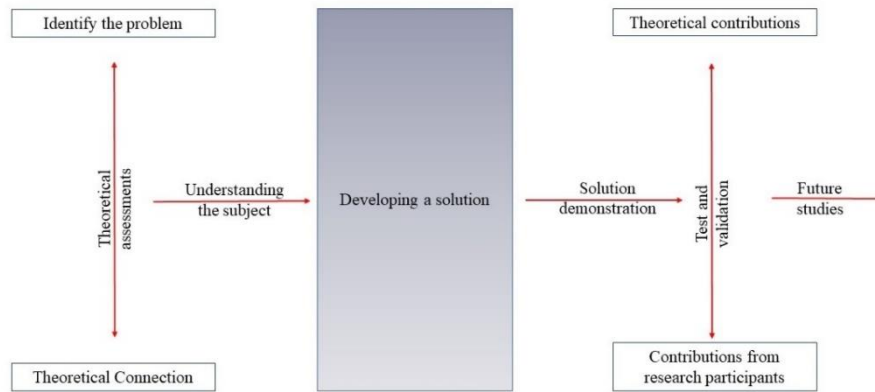 Identify the problem
Theoretical
assessments
Theoretical Connection
Understanding
the subject
Developing a solution
Solution
demonstration
Theoretical contributions
Test and
validation
Contributions from
research participants
Future
studies